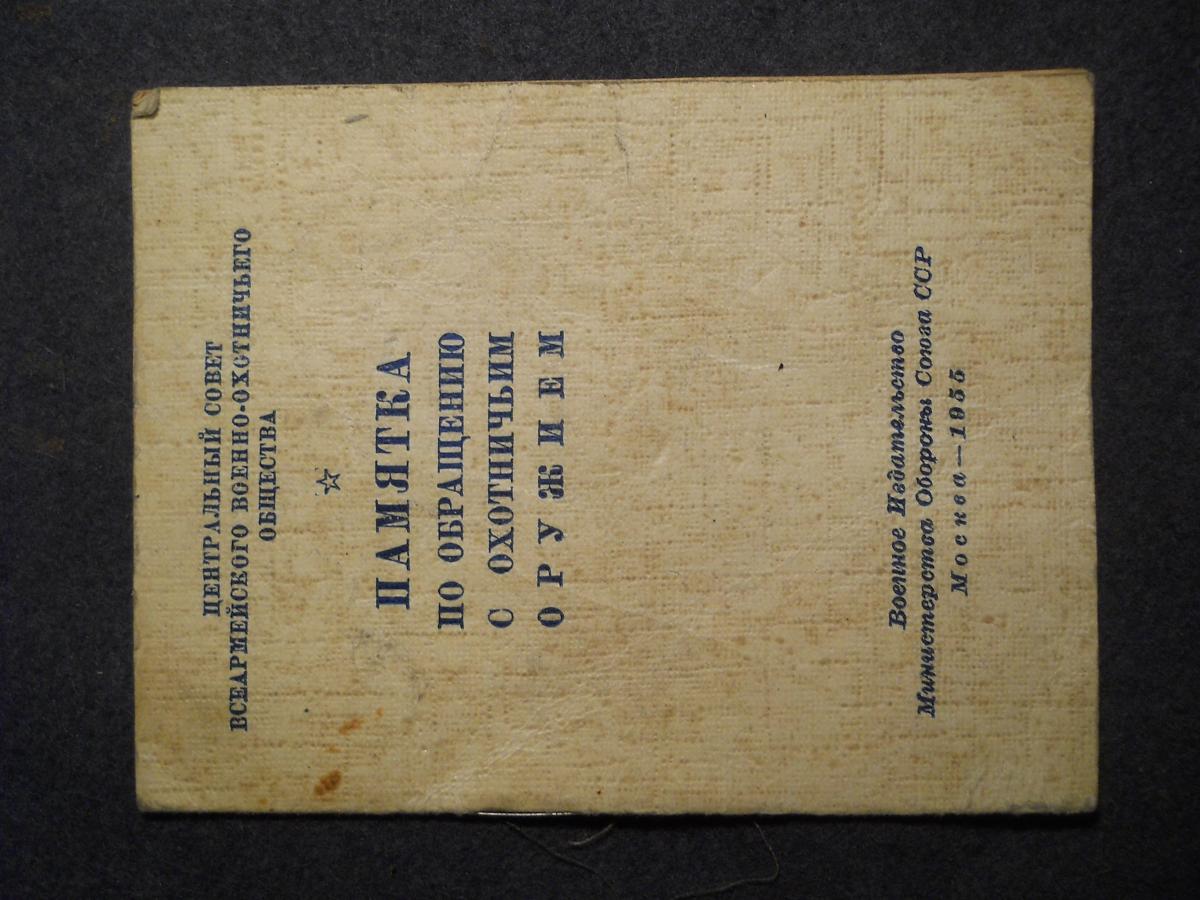 ЦЕНТРАЛЬНЫЙ СОВЕТ
ВСЕАРМЕЙСКОГО ВОЕННО-ОХОТНИЧЬЕГО
ОБЩЕСТВА
ПАМЯТКА
ПО ОБРАЩЕНИЮ
С ОХОТНИЧЬИМ
ОРУЖИЕМ
Военное Издательство
Министерства Обороны Союза ССР
Москва — 1955